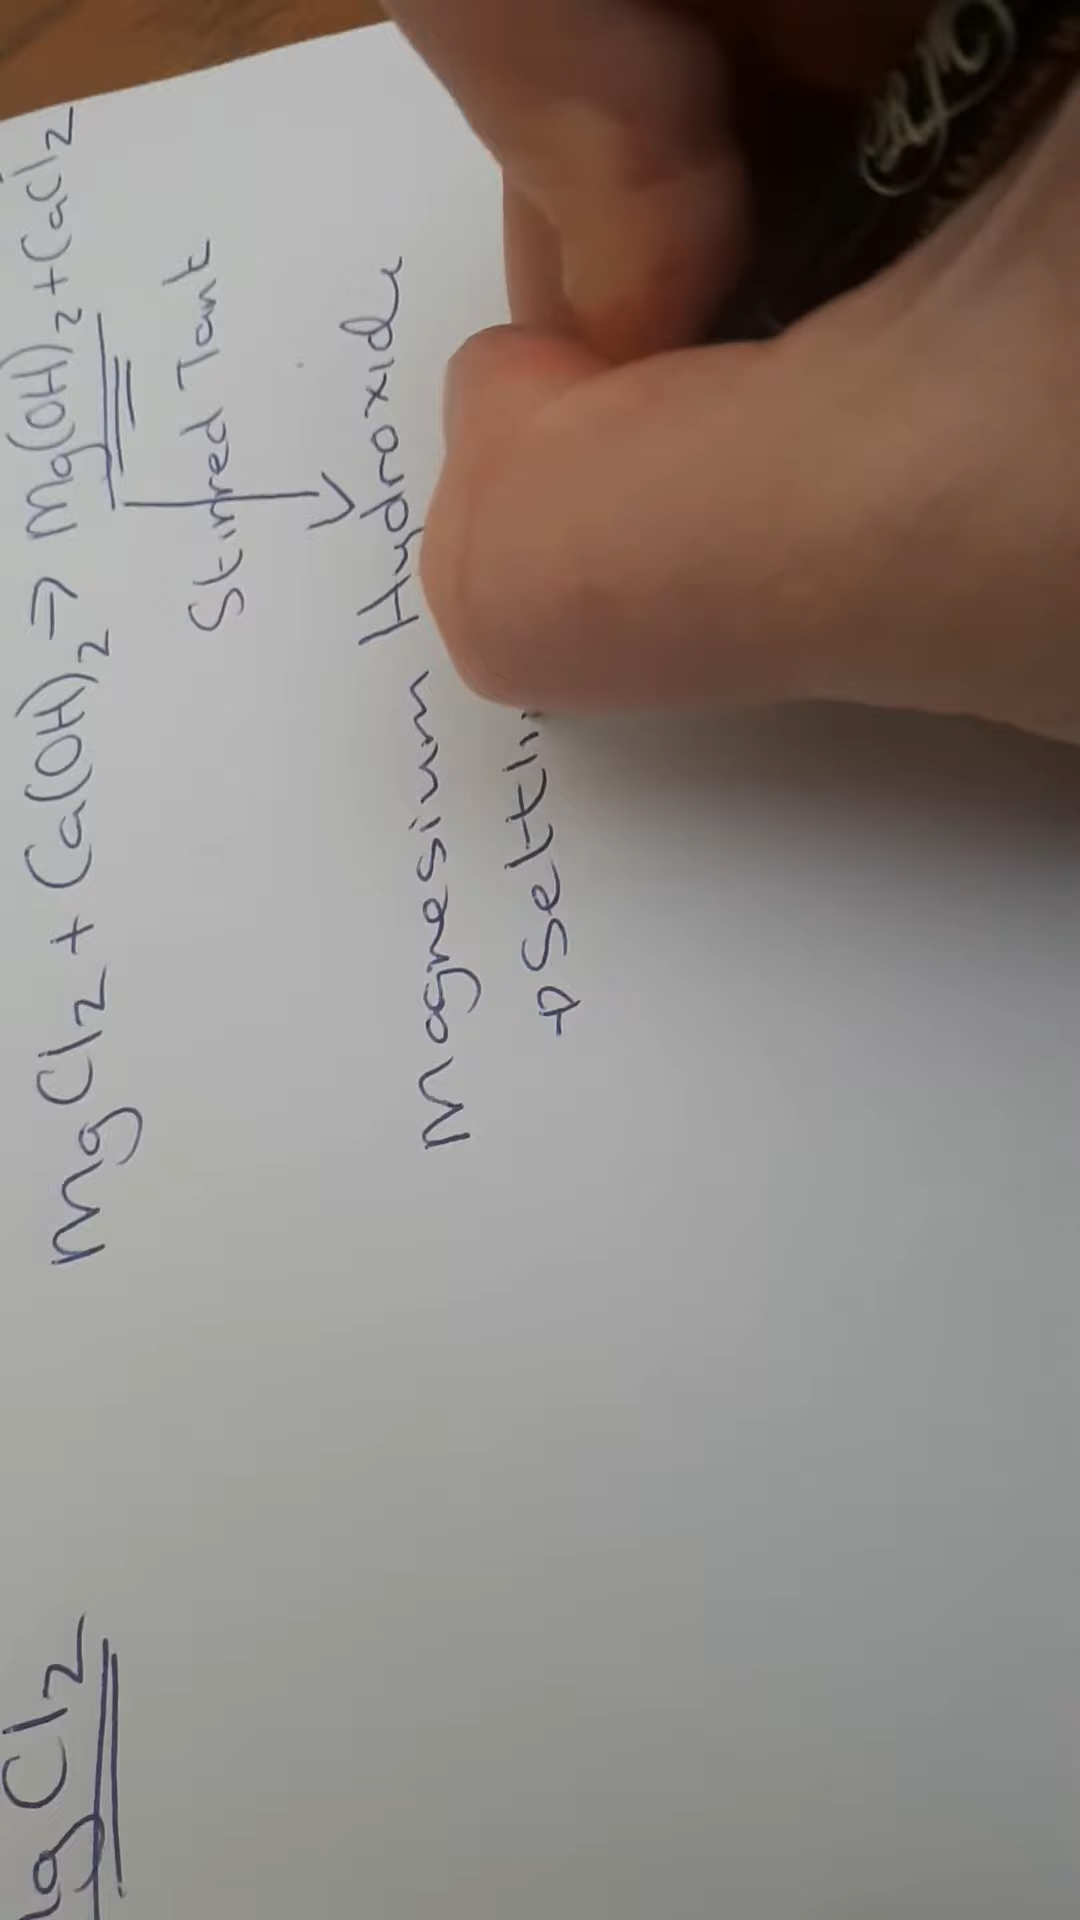 MgCl2 + Ca(OH)2 → Mg(OH)2 + CaCl2
Stirred Tank
Magnesium Hydroxide
→ Settli
gCl2